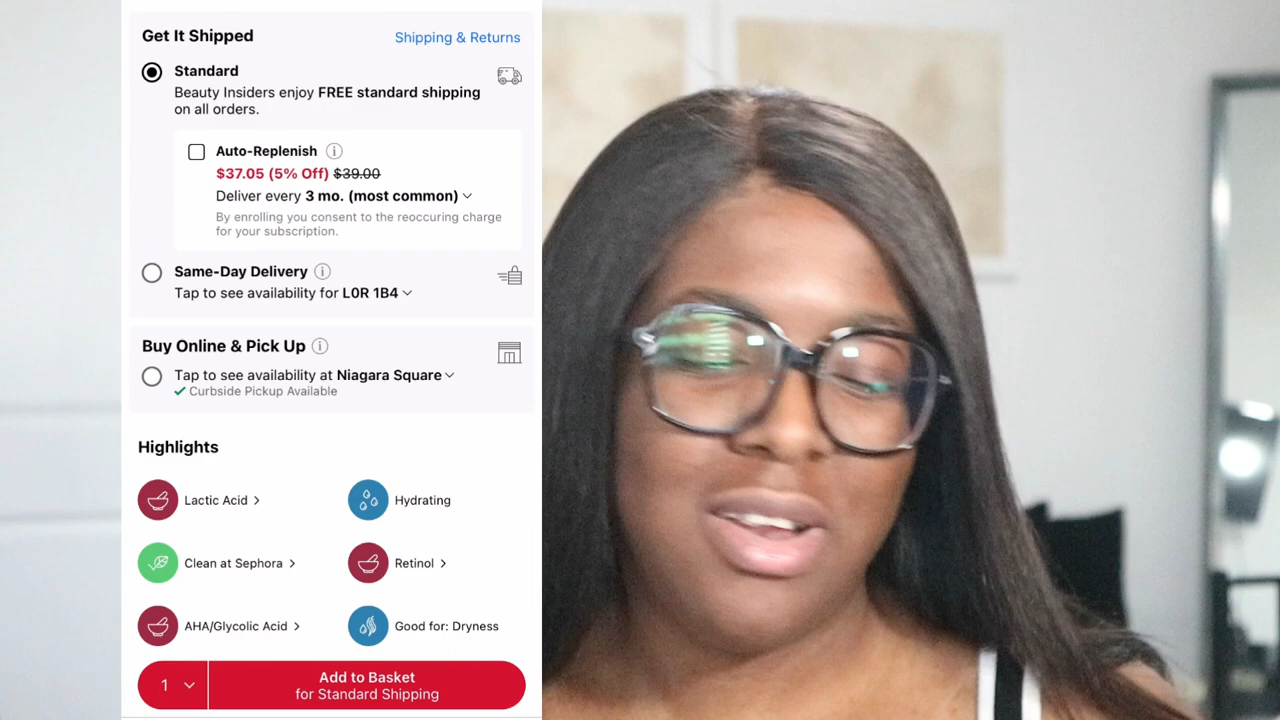 Get It Shipped
Shipping & Returns
Standard
Beauty Insiders enjoy FREE standard shipping
on all orders.
Auto-Replenish
$37.05 (5% Off) $39.00
Deliver every 3 mo. (most common)
By enrolling you consent to the reoccuring charge
for your subscription.
Same-Day Delivery
Tap to see availability for L0R 1B4
Buy Online & Pick Up
Tap to see availability at Niagara Square
Curbside Pickup Available
Highlights
Lactic Acid >
Hydrating
Clean at Sephora >
Retinol >
AHA/Glycolic Acid >
Good for: Dryness
1
Add to Basket
for Standard Shipping